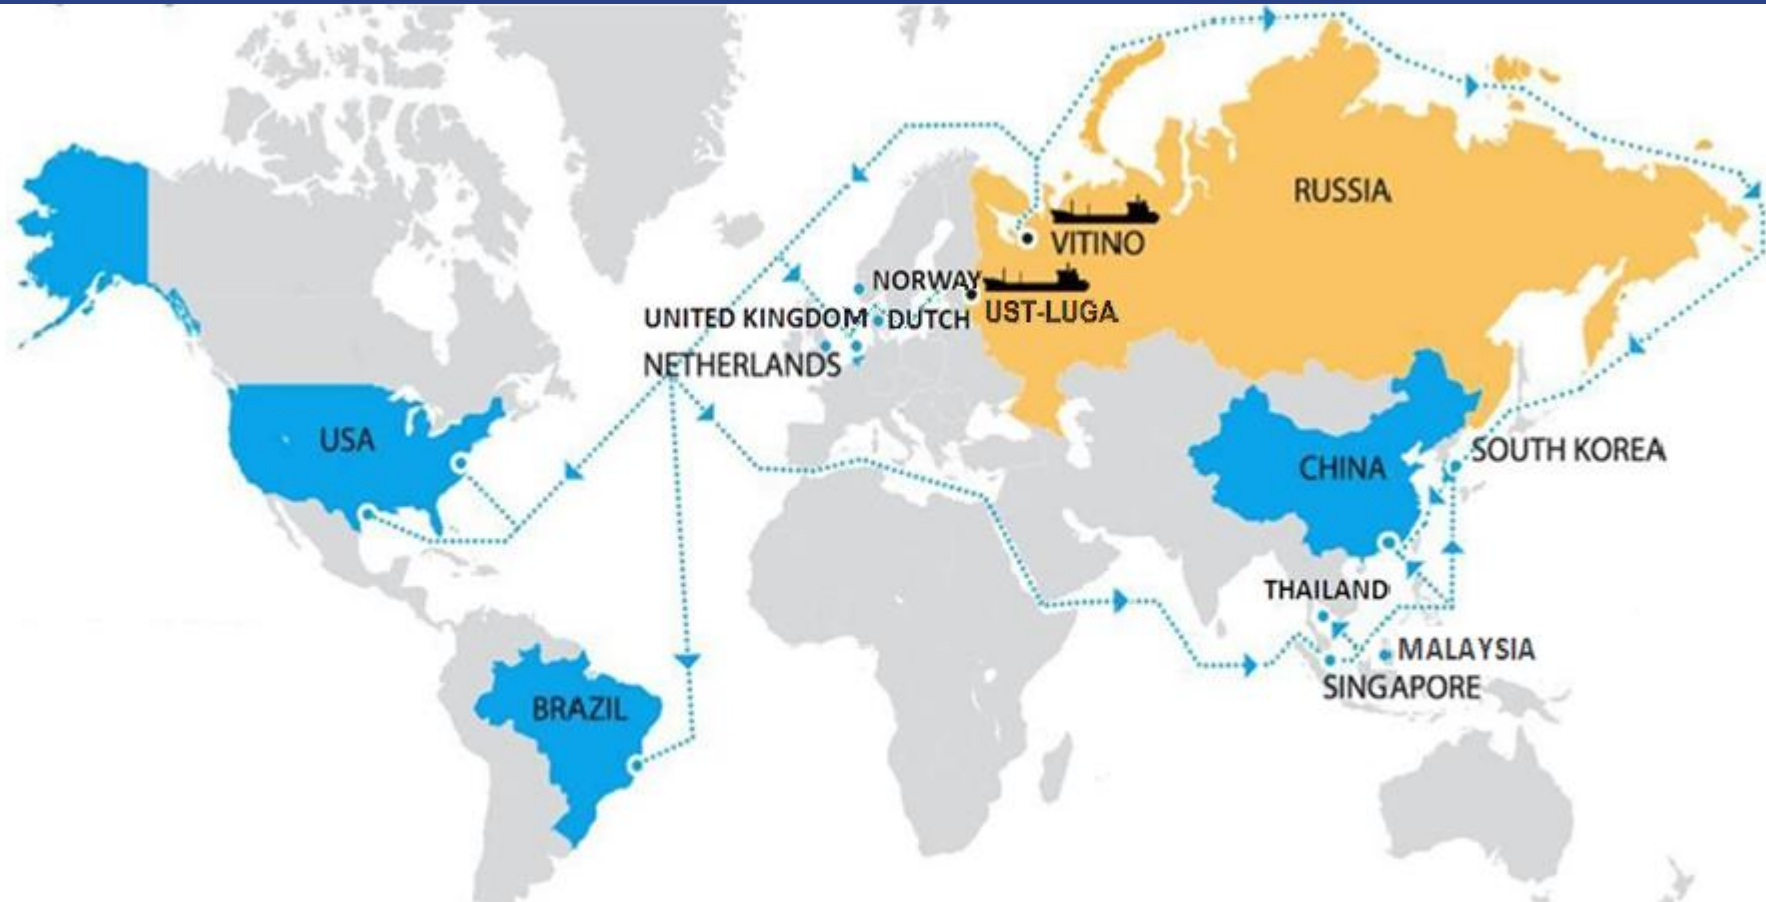 RUSSIA
VITINO
NORWAY
UST-LUGA
UNITED KINGDOM
DUTCH
NETHERLANDS
USA
CHINA
SOUTH KOREA
THAILAND
MALAYSIA
SINGAPORE
BRAZIL